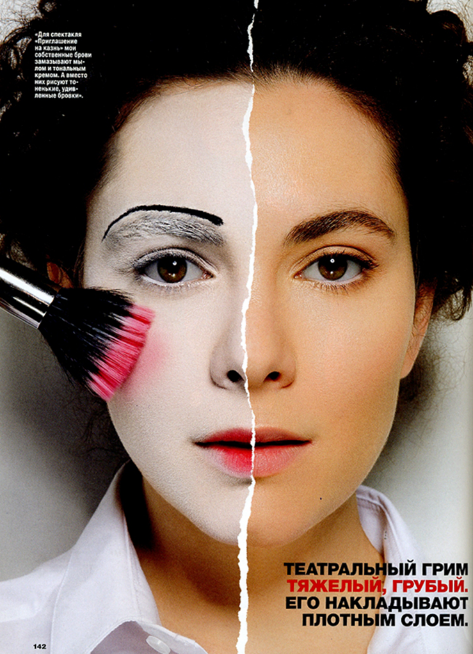 «Для спектакля
«Приглашение
на казнь» мои
собственные брови
замазывают мы-
лом и тональным
кремом. А вместо
них рисуют то-
ненькие, удив-
ленные бровки».
ТЕАТРАЛЬНЫЙ ГРИМ
ТЯЖЕЛЫЙ, ГРУБЫЙ.
ЕГО НАКЛАДЫВАЮТ
ПЛОТНЫМ СЛОЕМ.
142